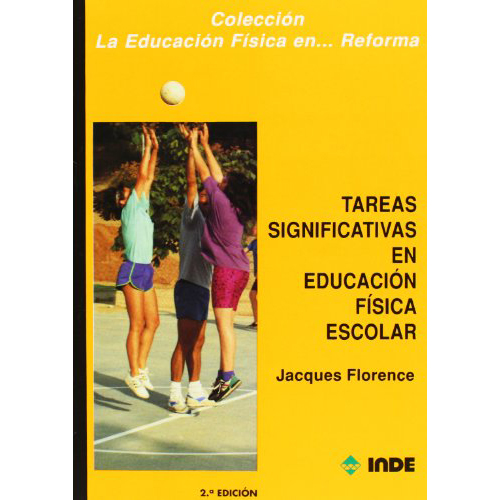 Colección
La Educación Física en... Reforma
TAREAS
SIGNIFICATIVAS
EN
EDUCACIÓN
FÍSICA
ESCOLAR
Jacques Florence
INDE
2.ª EDICIÓN